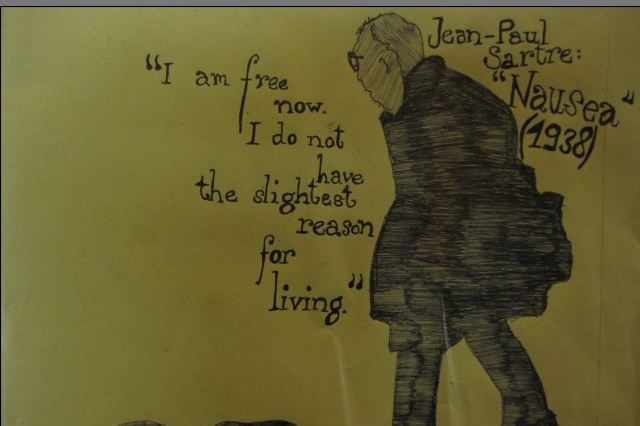 "I am free
now.
I do not
have
the slightest
reason
for
living."
Jean-Paul
Sartre:
"Nausea"
(1938)